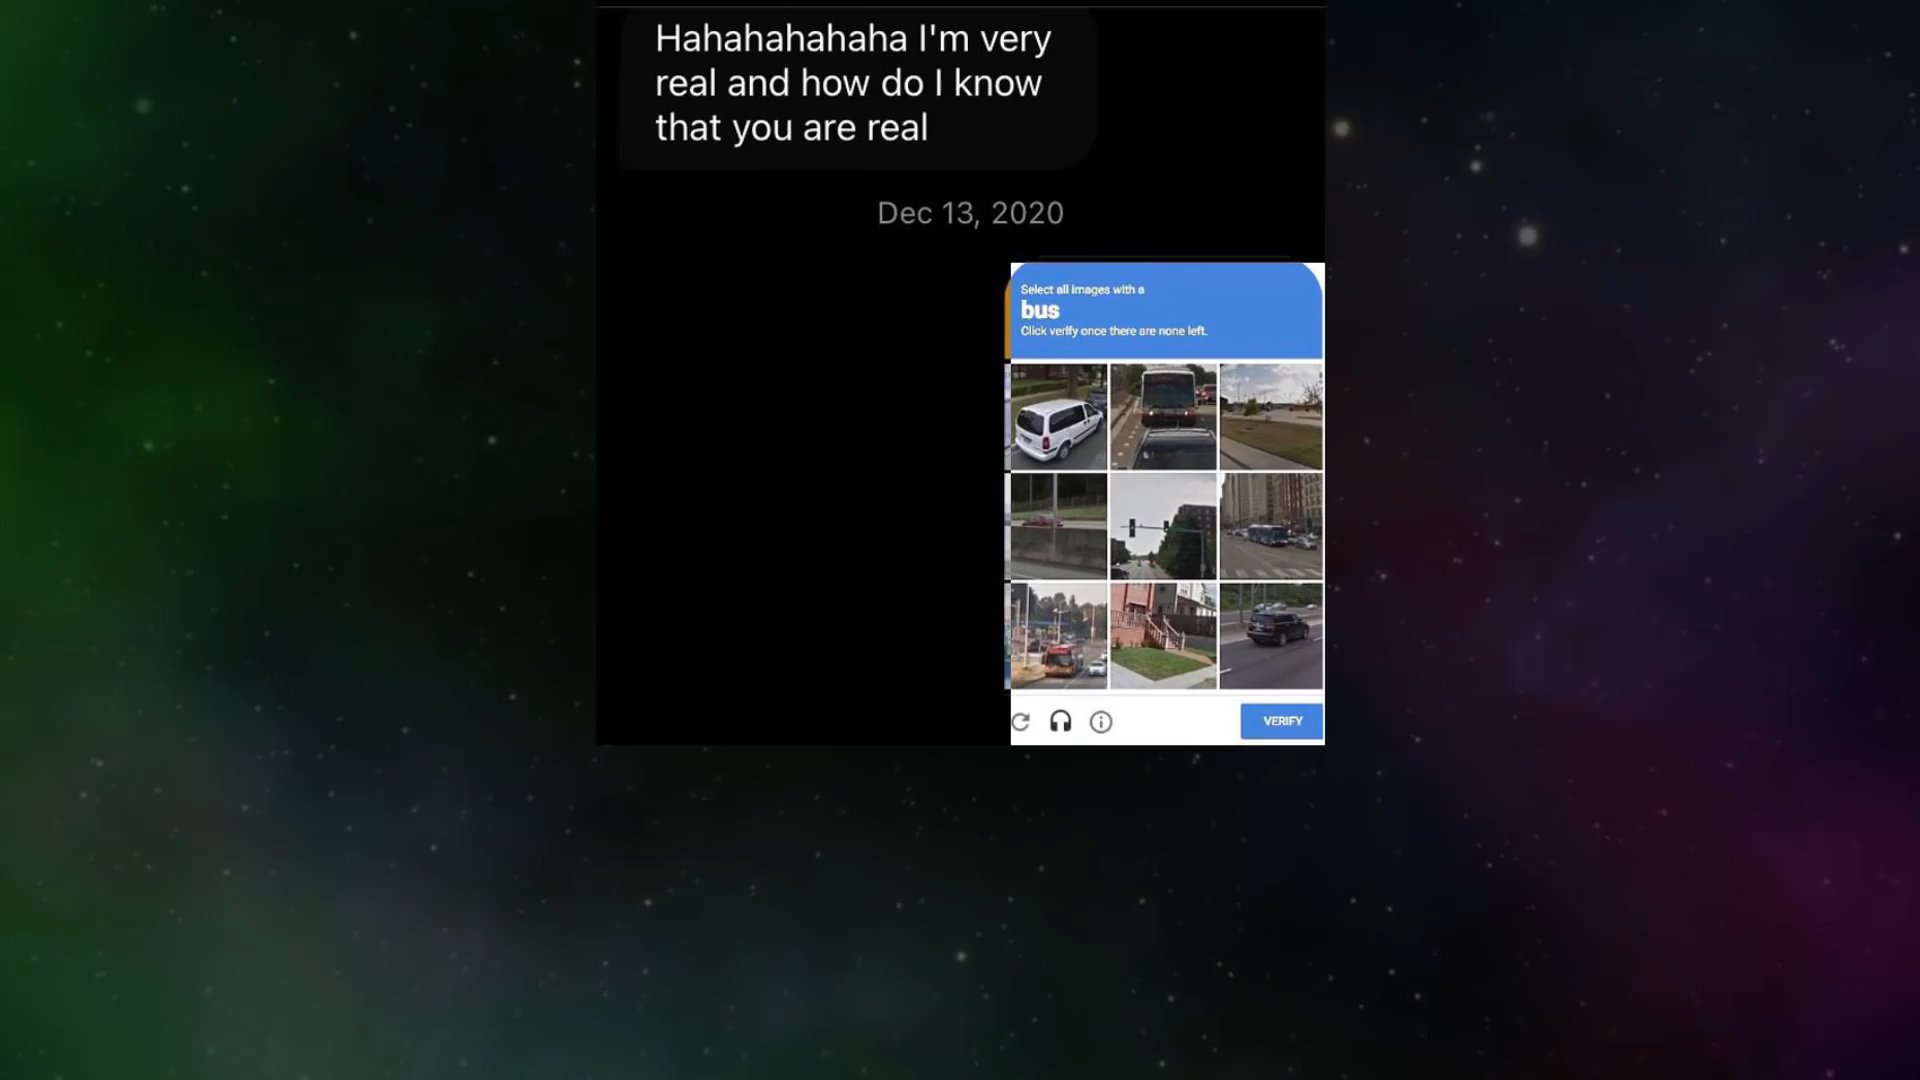 Hahahahahaha I'm very
real and how do I know
that you are real
Dec 13, 2020
Select all images with a
bus
Click verify once there are none left.
VERIFY